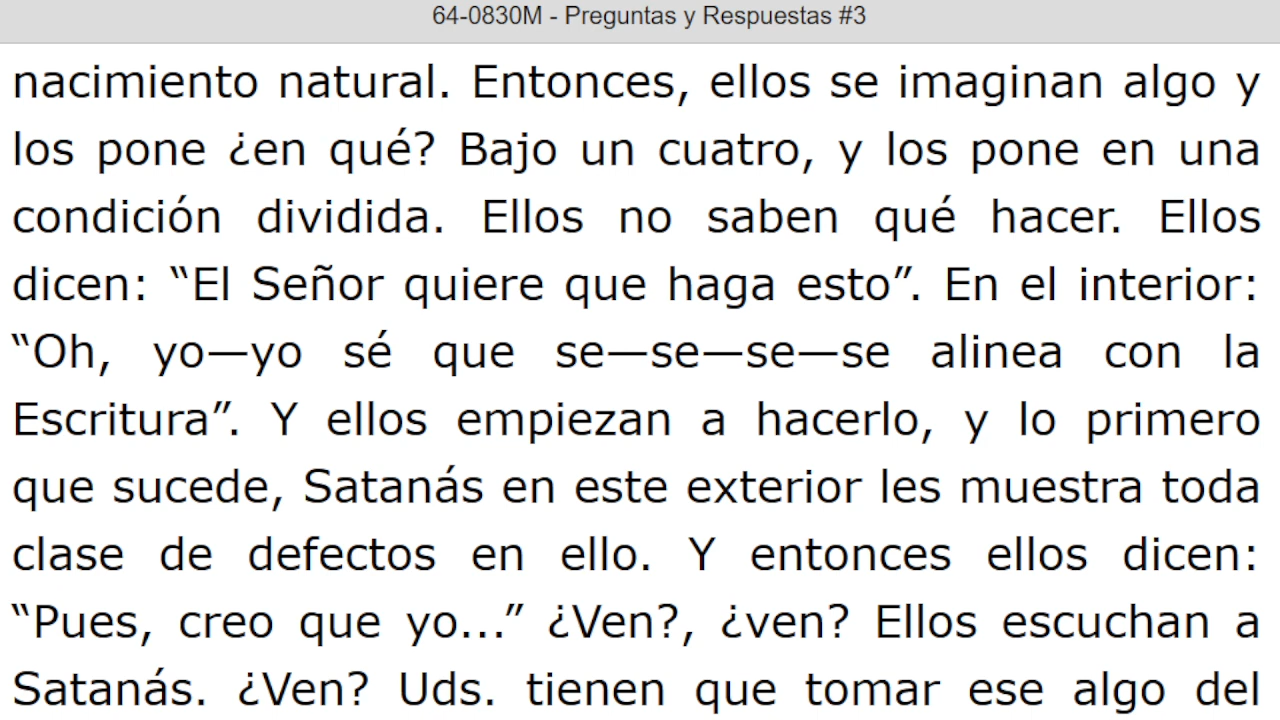 64-0830M - Preguntas y Respuestas #3
nacimiento natural. Entonces, ellos se imaginan algo y
los pone ¿en qué? Bajo un cuatro, y los pone en una
condición dividida. Ellos no saben qué hacer. Ellos
dicen: “El Señor quiere que haga esto”. En el interior:
“Oh, yo—yo sé que se—se—se—se alinea con la
Escritura”. Y ellos empiezan a hacerlo, y lo primero
que sucede, Satanás en este exterior les muestra toda
clase de defectos en ello. Y entonces ellos dicen:
“Pues, creo que yo...” ¿Ven?, ¿ven? Ellos escuchan a
Satanás. ¿Ven? Uds. tienen que tomar ese algo del